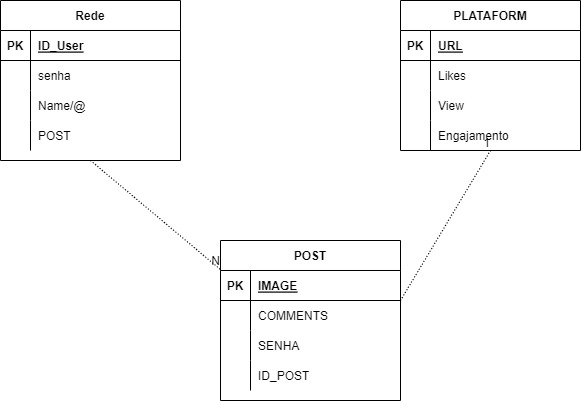 Rede
PK ID_User
senha
Name/@
POST
PLATAFORM
PK URL
Likes
View
Engajamento
1
N
POST
PK IMAGE
COMMENTS
SENHA
ID_POST